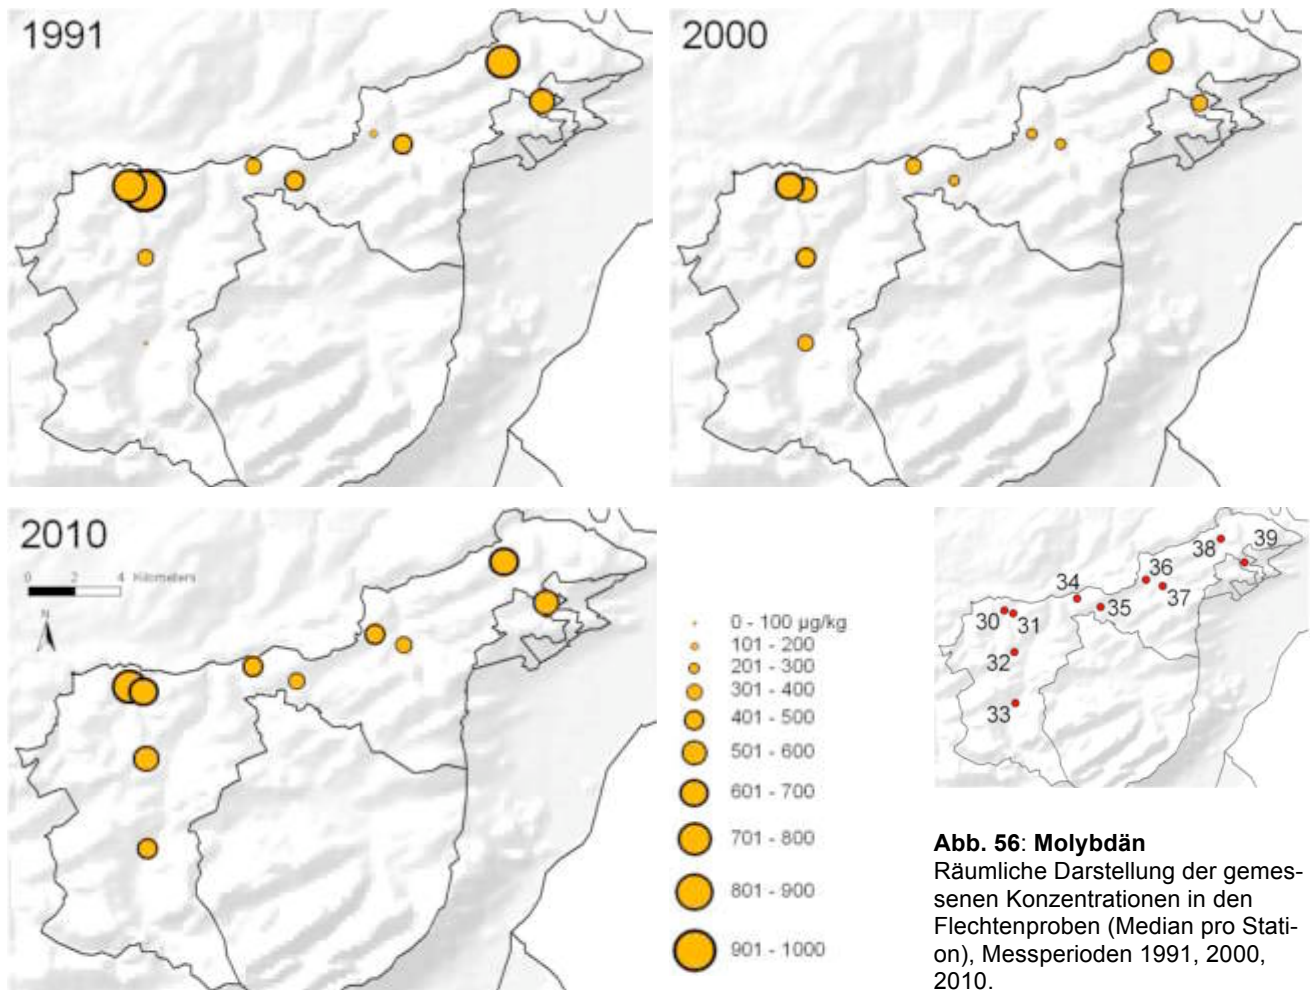 1991
2000
2010
0 2 4 Kilometers
N
0 - 100 µg/kg
101 - 200
201 - 300
301 - 400
401 - 500
501 - 600
601 - 700
701 - 800
801 - 900
901 - 1000
38
39
36
37
34
35
30
31
32
33
Abb. 56: Molybdän
Räumliche Darstellung der gemes-
senen Konzentrationen in den
Flechtenproben (Median pro Stati-
on), Messperioden 1991, 2000,
2010.